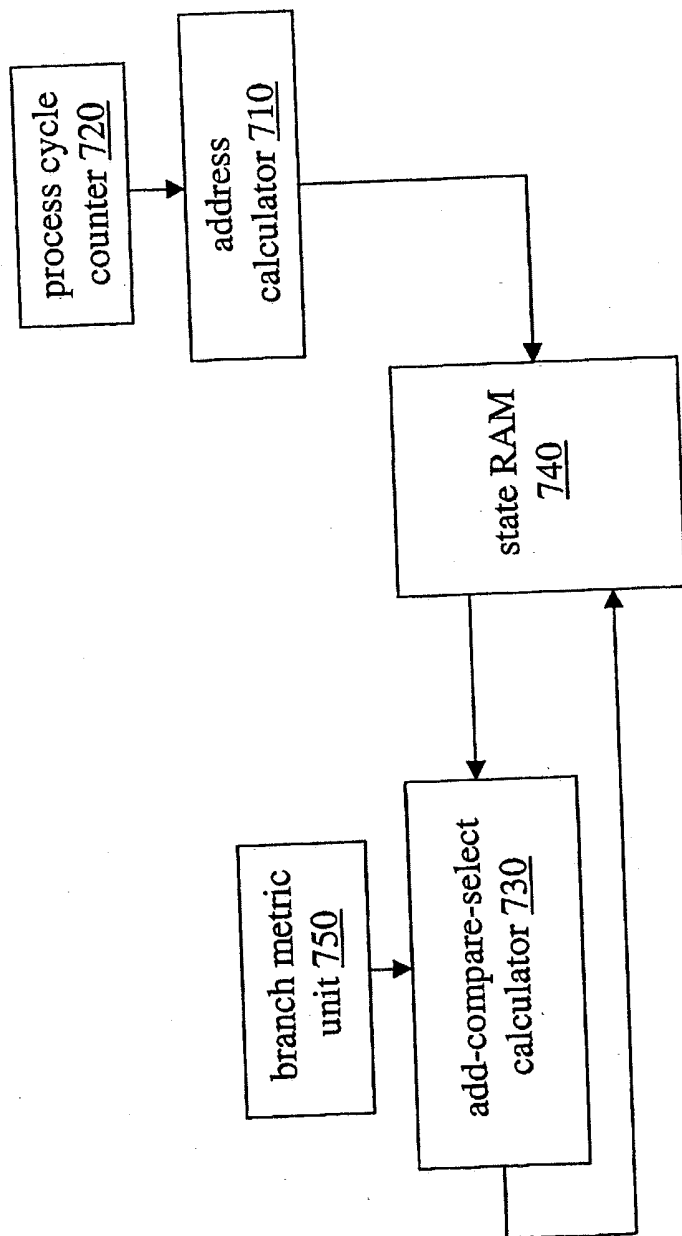 process cycle
counter 720
address
calculator 710
state RAM
740
branch metric
unit 750
add-compare-select
calculator 730